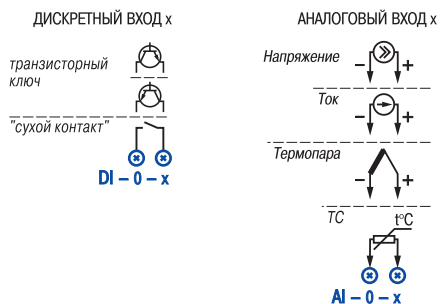 ДИСКРЕТНЫЙ ВХОД x
транзисторный
ключ
"сухой контакт"
DI – 0 – x
АНАЛОГОВЫЙ ВХОД x
Напряжение
– +
Ток
– +
Термопара
– +
ТС
t°C
AI – 0 – x